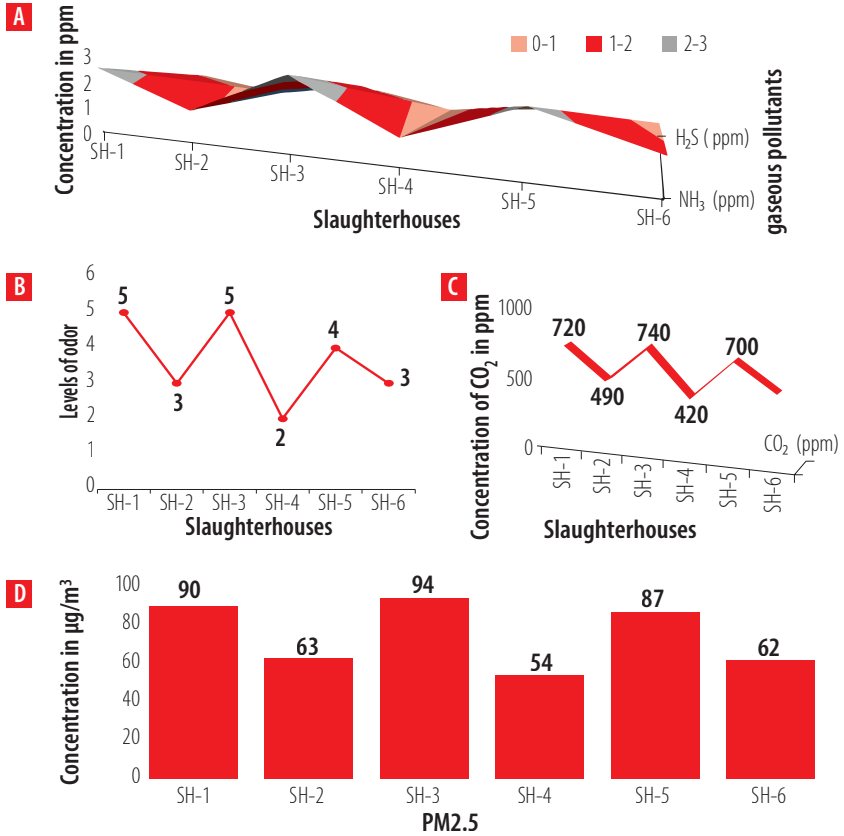 A
Concentration in ppm
3
2
1
0
0-1
1-2
2-3
SH-1
SH-2
SH-3
SH-4
SH-5
SH-6
H₂S ( ppm)
NH₃ (ppm)
gaseous pollutants
Slaughterhouses
B
Levels of odor
6
5
4
3
2
1
0
5
3
5
2
4
3
SH-1
SH-2
SH-3
SH-4
SH-5
SH-6
Slaughterhouses
C
Concentration of CO₂ in ppm
1000
500
0
720
490
740
420
700
CO₂ (ppm)
SH-1
SH-2
SH-3
SH-4
SH-5
SH-6
Slaughterhouses
D
Concentration in µg/m³
100
80
60
40
20
0
90
63
94
54
87
62
SH-1
SH-2
SH-3
SH-4
SH-5
SH-6
PM2.5